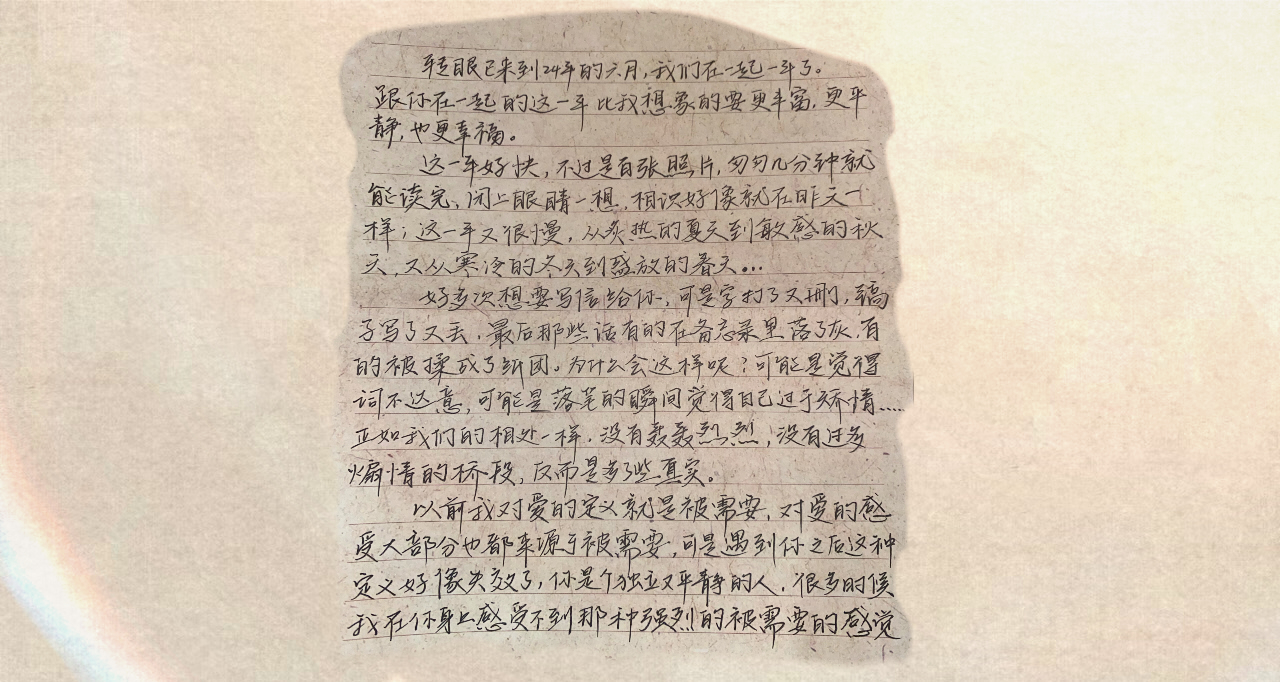 转眼已来到24年的六月，我们在一起一年了。
跟你在一起的这一年比我想象的要更丰富，更平
静，也更幸福。
这一年好快，不过是百张照片，匆匆几分钟就
能读完，闭上眼睛一想，相识好像就在昨天一
样；这一年又很慢，从炎热的夏天到敏感的秋
天，又从寒冷的冬天到盛放的春天...
好多次想要写信给你，可是字打了又删，稿
子写了又丢，最后那些话有的在备忘录里落了灰，有
的被揉成了纸团。为什么会这样呢？可能是觉得
词不达意，可能是落笔的瞬间觉得自己过于矫情.....
正如我们的相处一样，没有轰轰烈烈，没有过多
煽情的桥段，反而是多了些真实。
以前我对爱的定义就是被需要，对爱的感
受大部分也都来源于被需要，可是遇到你之后这种
定义好像失效了，你是个独立又平静的人，很多时候
我在你身上感受不到那种强烈的被需要的感觉